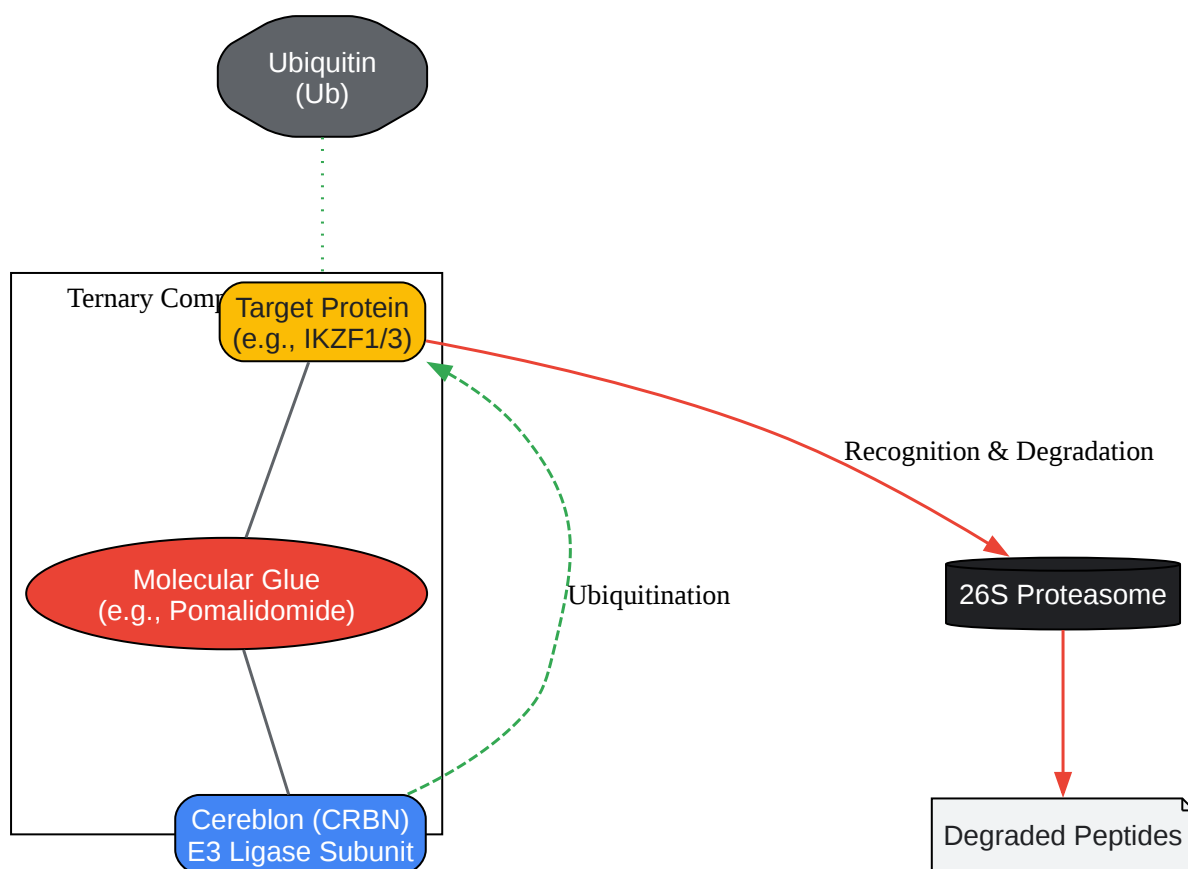 Ubiquitin
(Ub)
Ternary
Target Protein
(e.g., IKZF1/3)
Recognition & Degradation
Molecular Glue
(e.g., Pomalidomide)
Ubiquitination
26S Proteasome
Cereblon (CRBN)
E3 Ligase Subunit
Degraded Peptides